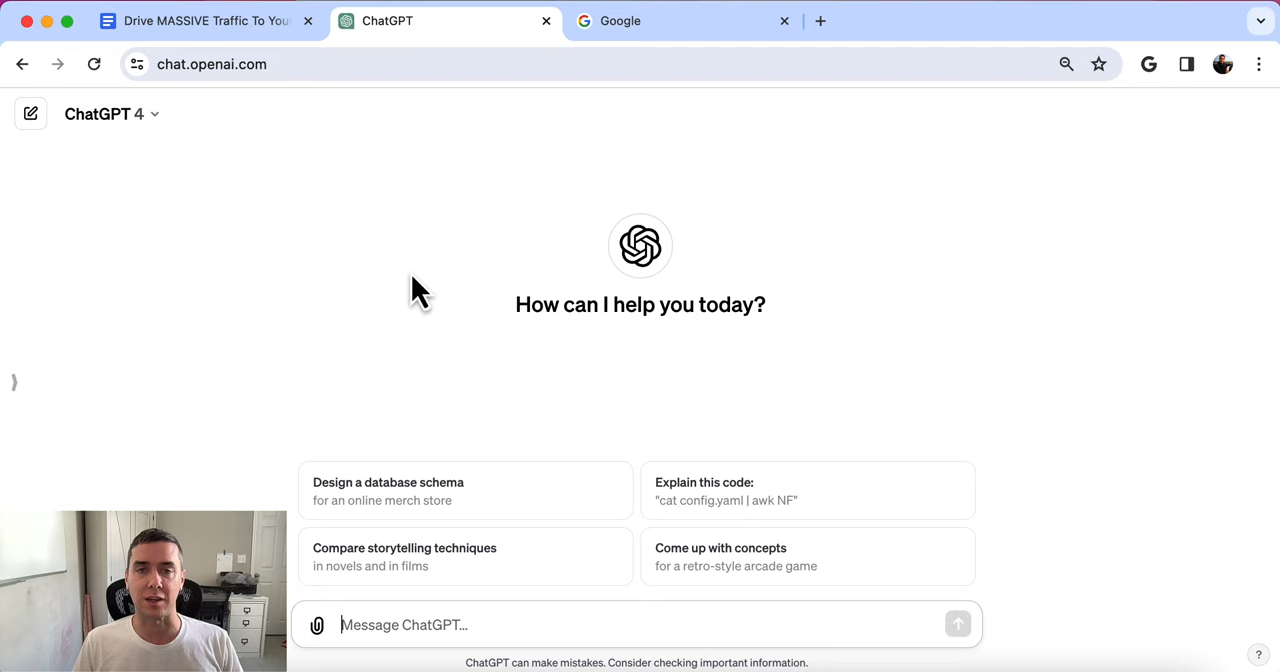 Drive MASSIVE Traffic To You
ChatGPT
Google
chat.openai.com
ChatGPT 4
How can I help you today?
Design a database schema
for an online merch store
Explain this code:
"cat config.yaml | awk NF"
Compare storytelling techniques
in novels and in films
Come up with concepts
for a retro-style arcade game
Message ChatGPT...
ChatGPT can make mistakes. Consider checking important information.
?